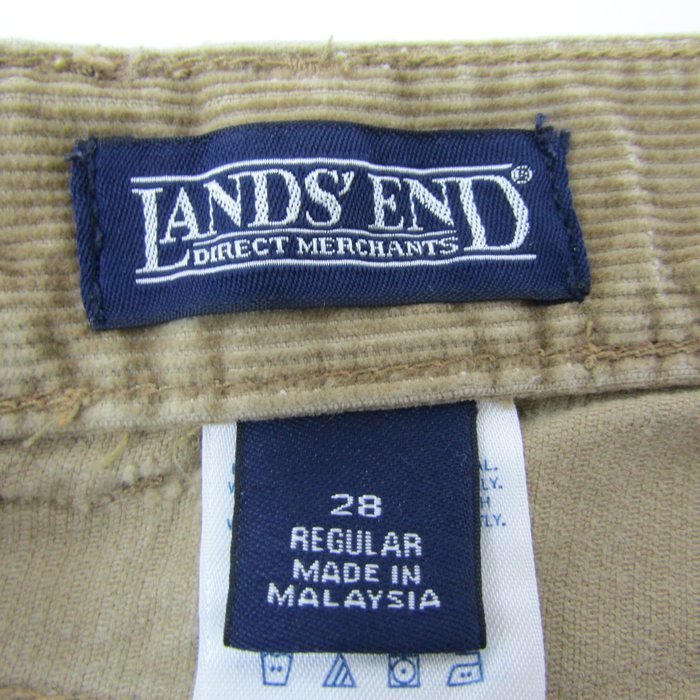 LANDS' END®
DIRECT MERCHANTS
28
REGULAR
MADE IN
MALAYSIA